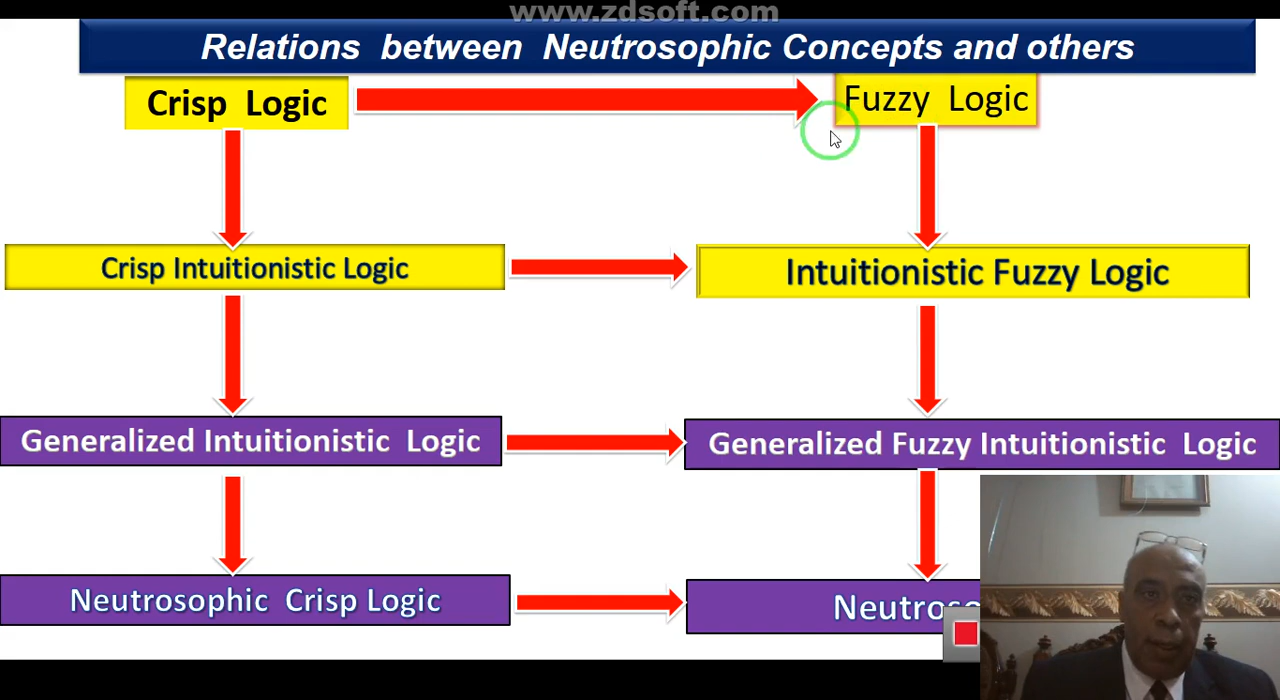 www.zdsoft.com
Relations between Neutrosophic Concepts and others
Crisp Logic
Fuzzy Logic
Crisp Intuitionistic Logic
Intuitionistic Fuzzy Logic
Generalized Intuitionistic Logic
Generalized Fuzzy Intuitionistic Logic
Neutrosophic Crisp Logic